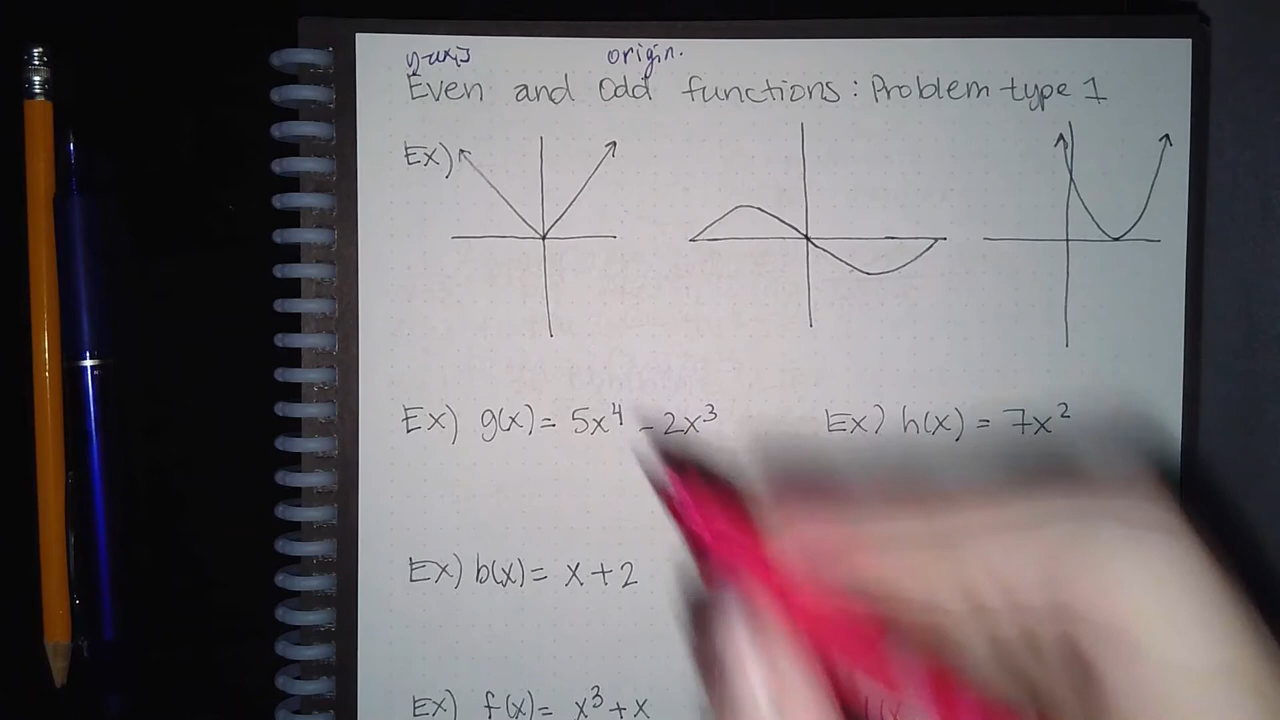 y-axis origin.
Even and Odd functions: Problem type 1
Ex)
Ex) g(x) = 5x⁴ - 2x³ Ex) h(x) = 7x²
Ex) b(x) = x + 2
Ex) f(x) = x³ + x